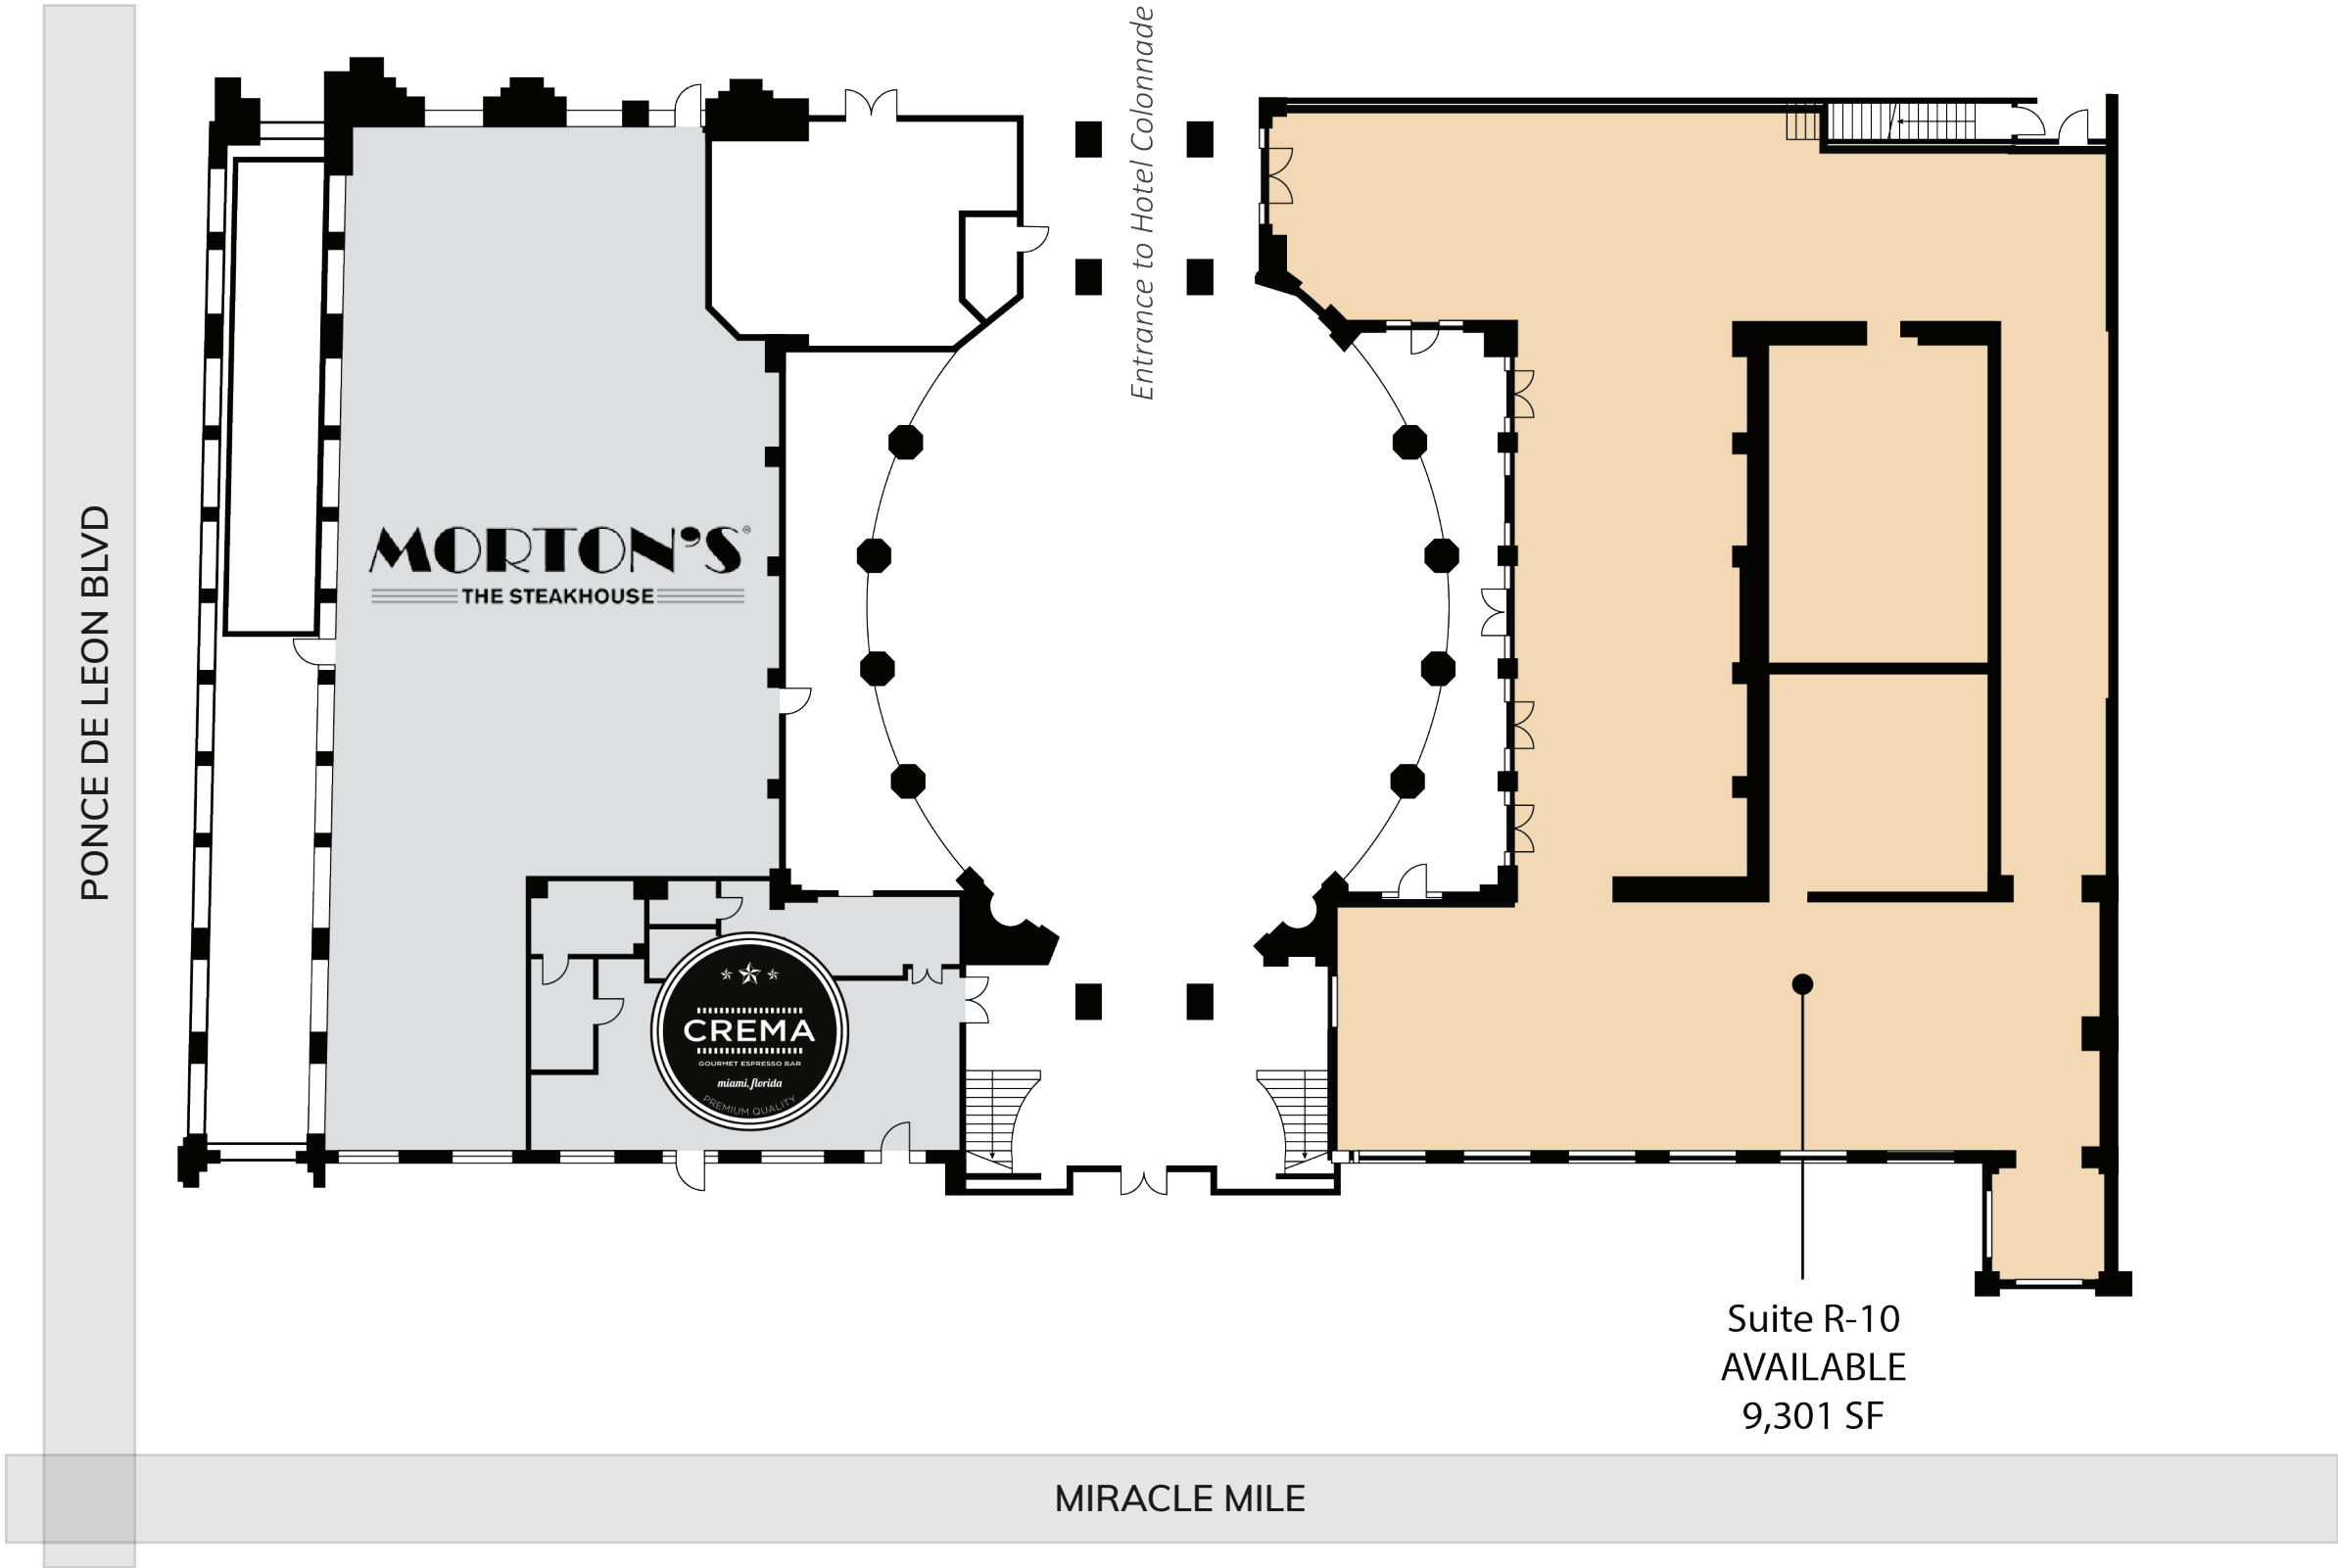 Entrance to Hotel Colonnade
PONCE DE LEON BLVD
MORTON'S®
THE STEAKHOUSE
CREMA
GOURMET ESPRESSO BAR
miami, florida
PREMIUM QUALITY
Suite R-10
AVAILABLE
9,301 SF
MIRACLE MILE